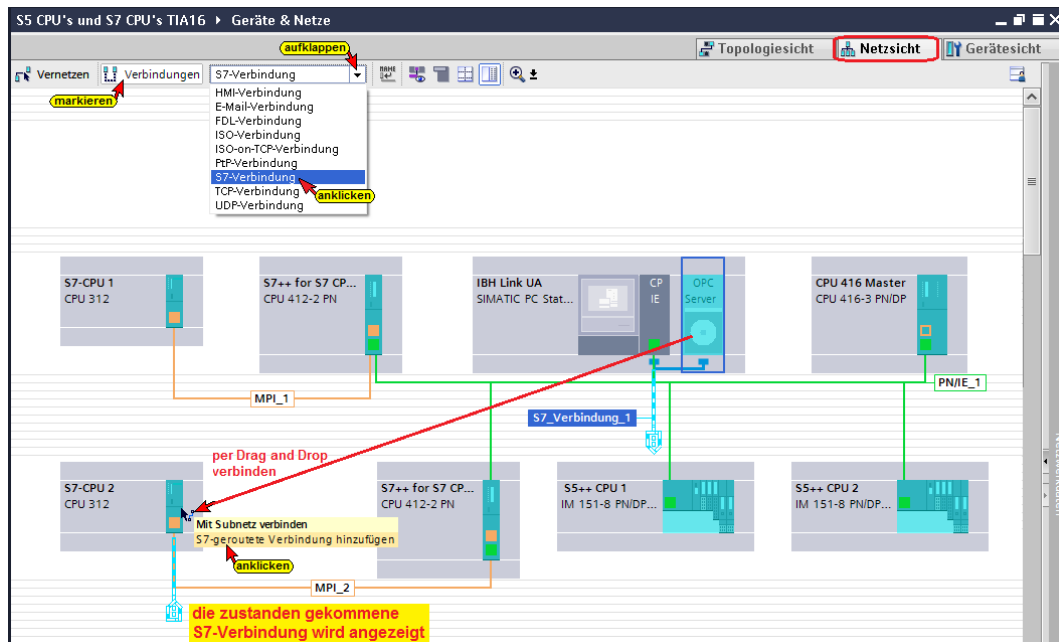 S5 CPU's und S7 CPU's TIA16 ▸ Geräte & Netze
aufklappen
Topologiesicht
Netzsicht
Gerätesicht
Vernetzen
Verbindungen
S7-Verbindung
markieren
HMI-Verbindung
E-Mail-Verbindung
FDL-Verbindung
ISO-Verbindung
ISO-on-TCP-Verbindung
PtP-Verbindung
S7-Verbindung
TCP-Verbindung
anklicken
UDP-Verbindung
S7-CPU 1
CPU 312
S7++ for S7 CP...
CPU 412-2 PN
IBH Link UA
SIMATIC PC Stat...
CP
IE
OPC
Server
CPU 416 Master
CPU 416-3 PN/DP
MPI_1
PN/IE_1
S7_Verbindung_1
per Drag and Drop
verbinden
S7-CPU 2
CPU 312
S7++ for S7 CP...
CPU 412-2 PN
S5++ CPU 1
IM 151-8 PN/DP...
S5++ CPU 2
IM 151-8 PN/DP...
Mit Subnetz verbinden
S7-geroutete Verbindung hinzufügen
anklicken
MPI_2
die zustanden gekommene
S7-Verbindung wird angezeigt